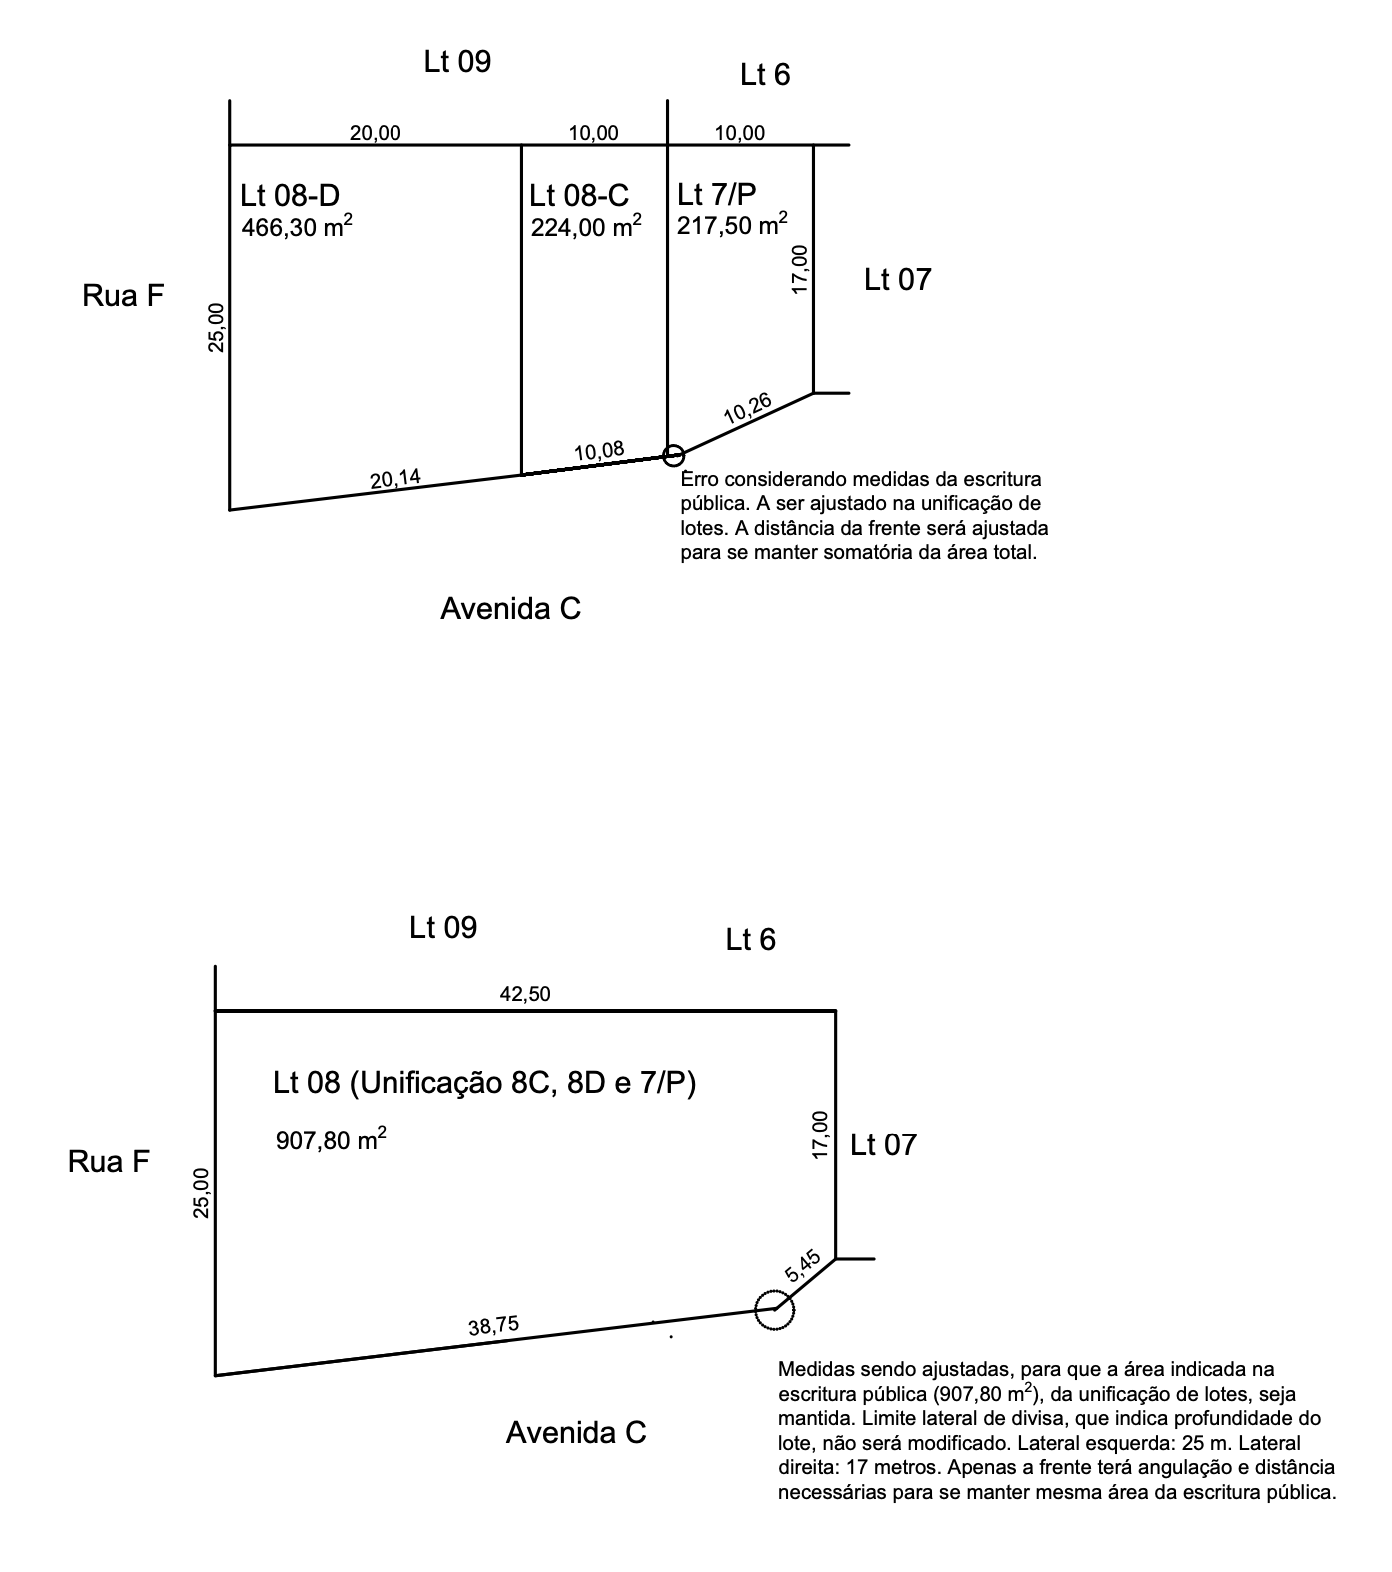 Lt 09
Lt 6
20,00
10,00
10,00
Lt 08-D
466,30 m²
Lt 08-C
224,00 m²
Lt 7/P
217,50 m²
Rua F
25,00
17,00
Lt 07
20,14
10,08
10,26
Erro considerando medidas da escritura
pública. A ser ajustado na unificação de
lotes. A distância da frente será ajustada
para se manter somatória da área total.
Avenida C
Lt 09
Lt 6
42,50
Lt 08 (Unificação 8C, 8D e 7/P)
907,80 m²
Rua F
25,00
17,00
Lt 07
5,45
38,75
Avenida C
Medidas sendo ajustadas, para que a área indicada na
escritura pública (907,80 m²), da unificação de lotes, seja
mantida. Limite lateral de divisa, que indica profundidade do
lote, não será modificado. Lateral esquerda: 25 m. Lateral
direita: 17 metros. Apenas a frente terá angulação e distância
necessárias para se manter mesma área da escritura pública.